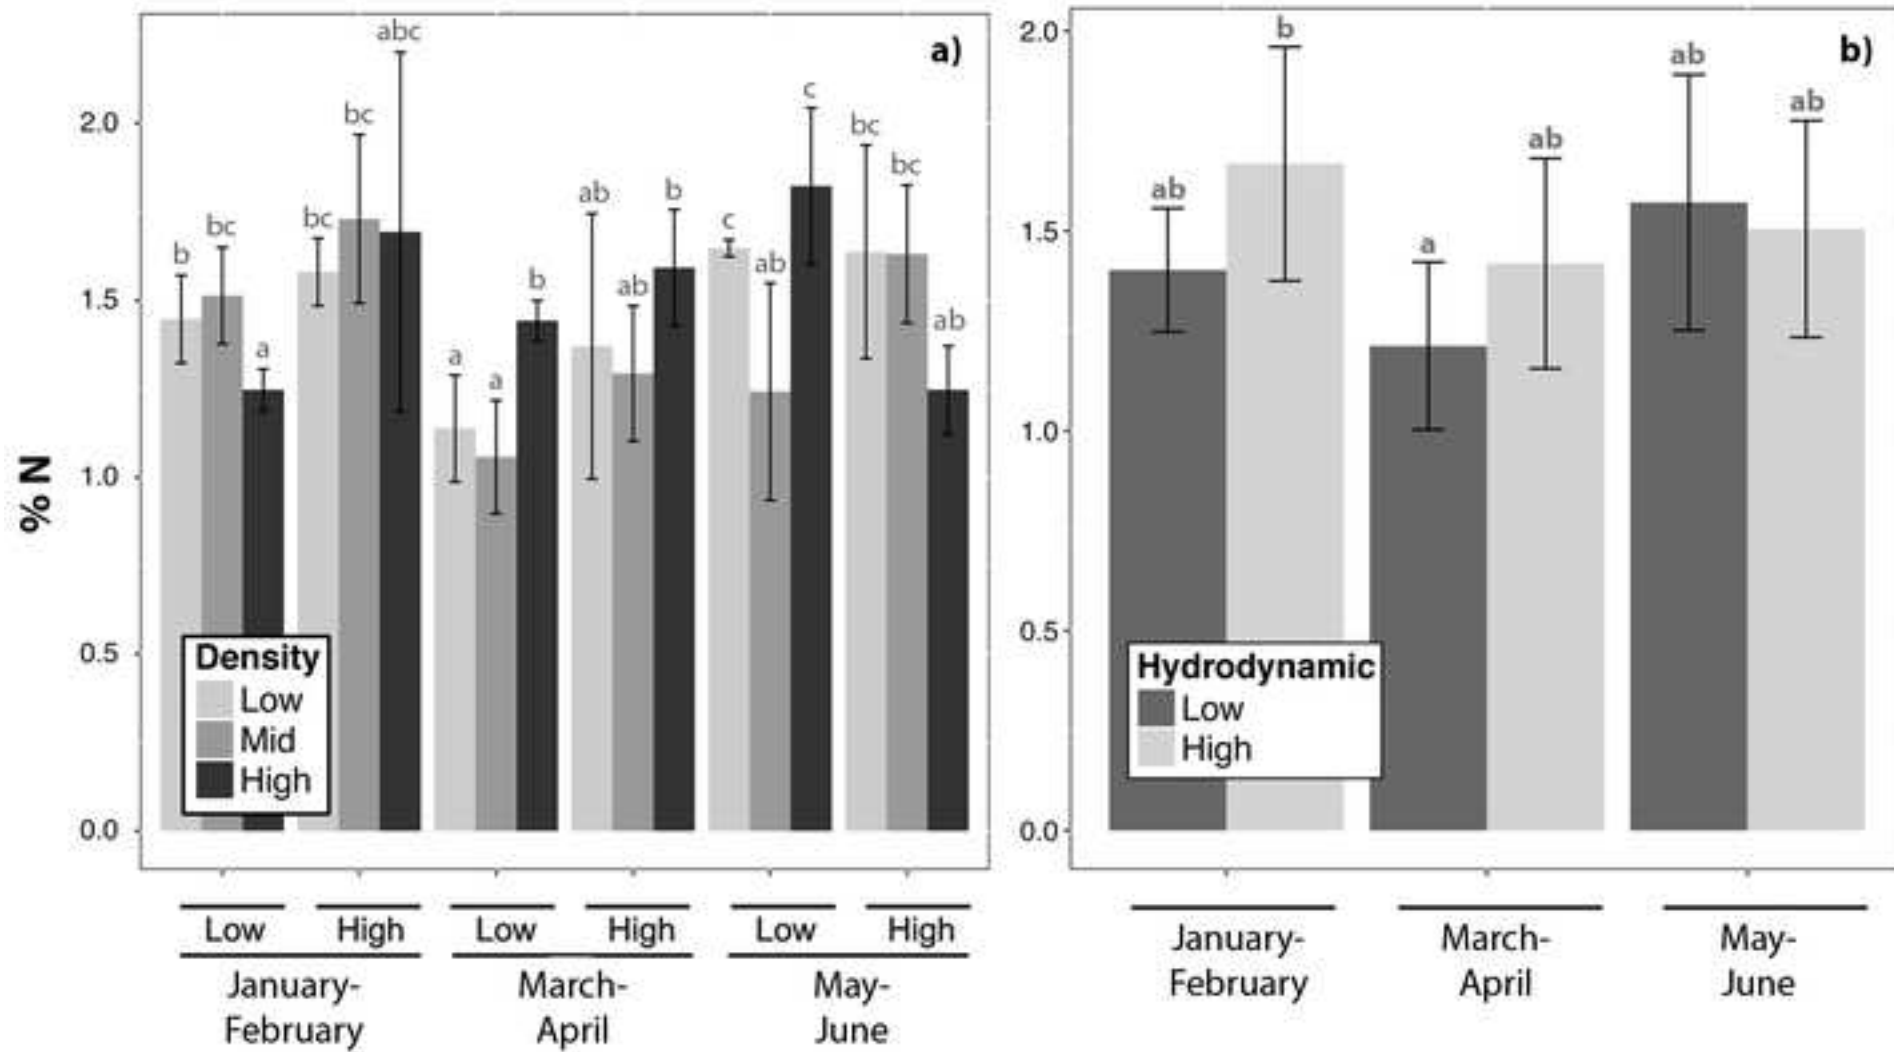 a)
abc
bc
bc
b
bc
a
a
a
b
ab
ab
b
c
ab
c
bc
bc
ab
% N
2.0
1.5
1.0
0.5
0.0
Density
Low
Mid
High
Low High Low High Low High
January-
February
March-
April
May-
June
b)
ab
b
a
ab
ab
ab
2.0
1.5
1.0
0.5
0.0
Hydrodynamic
Low
High
January-
February
March-
April
May-
June